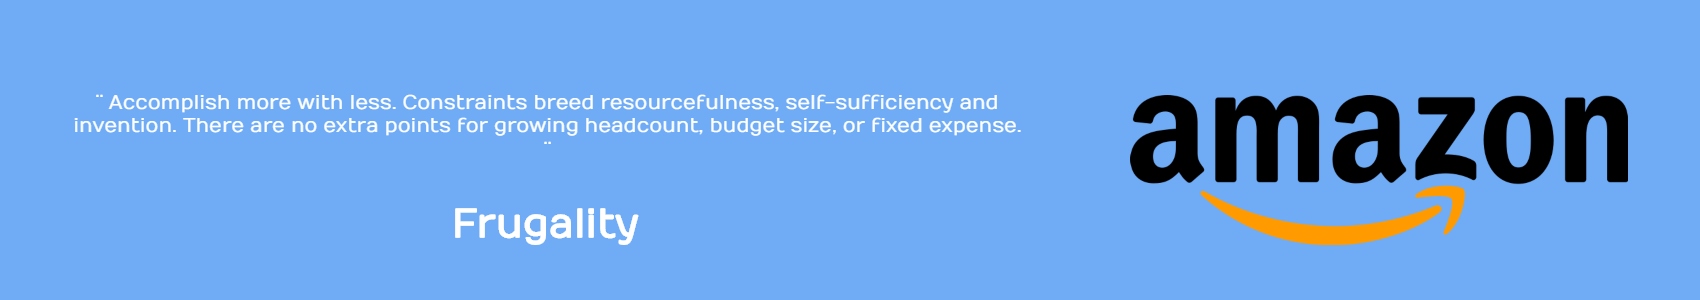 ¨ Accomplish more with less. Constraints breed resourcefulness, self-sufficiency and
invention. There are no extra points for growing headcount, budget size, or fixed expense.
¨
Frugality
amazon